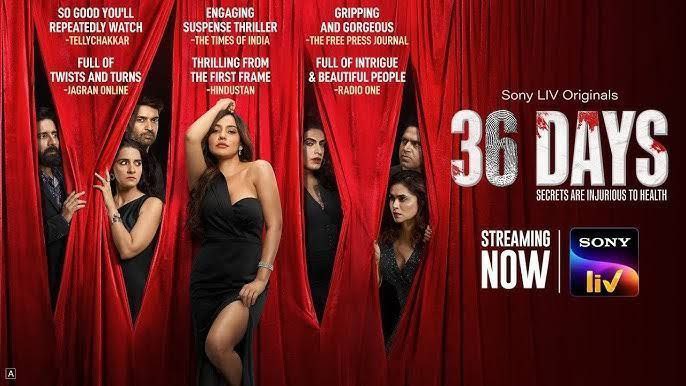 SO GOOD YOU'LL
REPEATEDLY WATCH
-TELLYCHAKKAR
ENGAGING
SUSPENSE THRILLER
-THE TIMES OF INDIA
GRIPPING
AND GORGEOUS
-THE FREE PRESS JOURNAL
FULL OF
TWISTS AND TURNS
-JAGRAN ONLINE
THRILLING FROM
THE FIRST FRAME
-HINDUSTAN
FULL OF INTRIGUE
& BEAUTIFUL PEOPLE
-RADIO ONE
Sony LIV Originals
36 DAYS
SECRETS ARE INJURIOUS TO HEALTH
STREAMING
NOW
SONY
liv
A